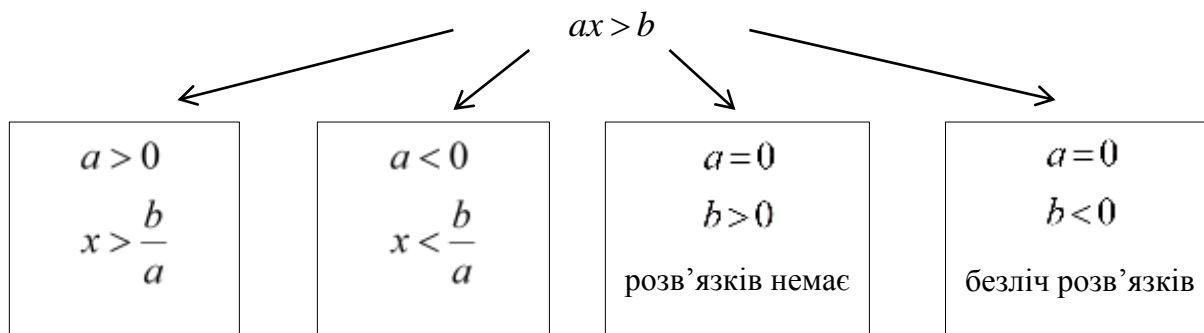 ax > b
a > 0
x > b/a
a < 0
x < b/a
a = 0
b > 0
розв’язків немає
a = 0
b < 0
безліч розв’язків